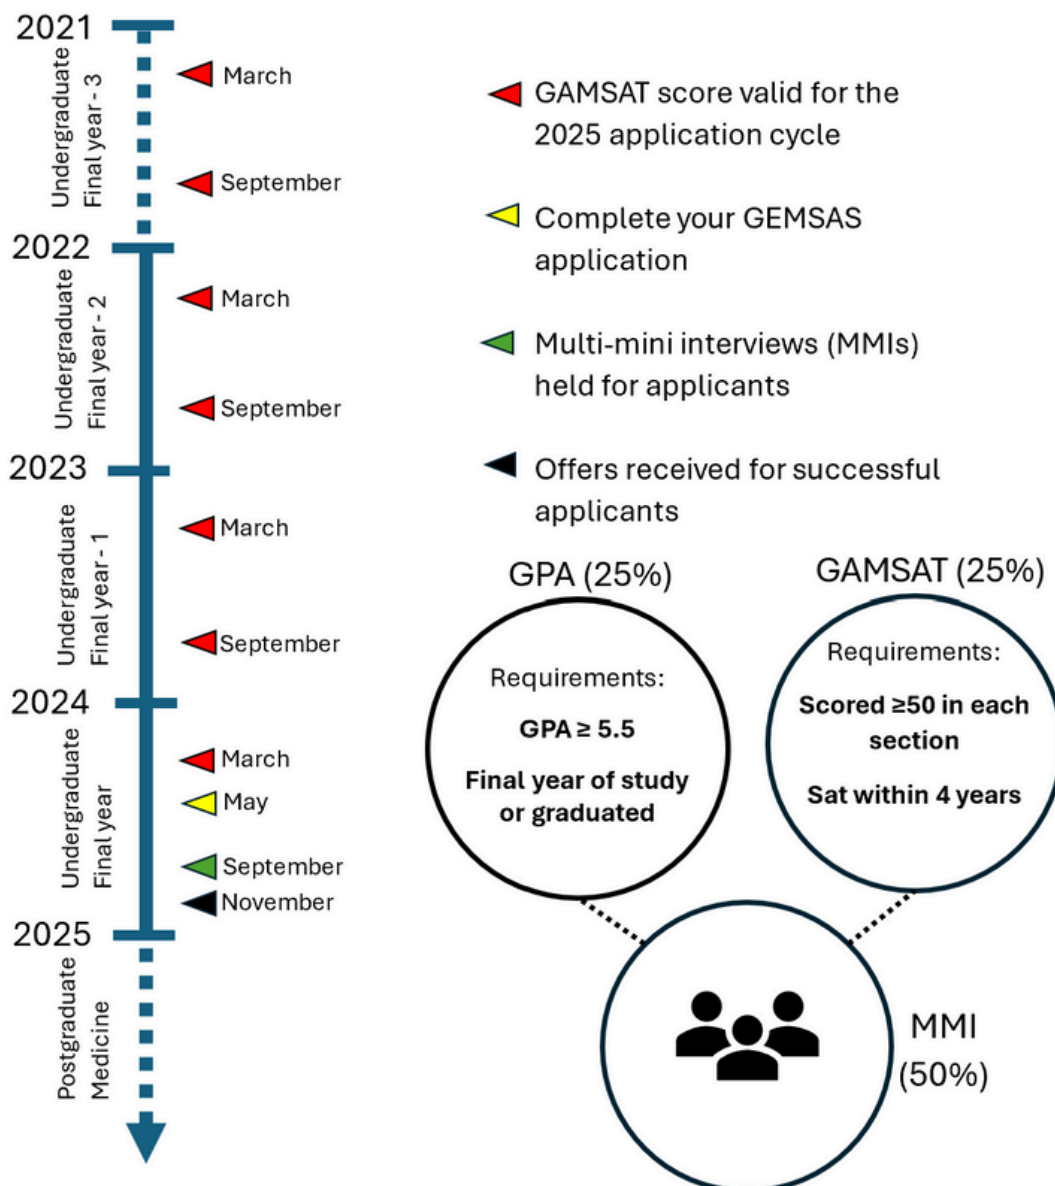 2021
Undergraduate
Final year - 3
March
September
2022
Undergraduate
Final year - 2
March
September
2023
Undergraduate
Final year - 1
March
September
2024
Undergraduate
Final year
March
May
September
November
2025
Postgraduate
Medicine
GAMSAT score valid for the
2025 application cycle
Complete your GEMSAS
application
Multi-mini interviews (MMIs)
held for applicants
Offers received for successful
applicants
GPA (25%)
Requirements:
GPA ≥ 5.5
Final year of study
or graduated
GAMSAT (25%)
Requirements:
Scored ≥50 in each
section
Sat within 4 years
MMI
(50%)